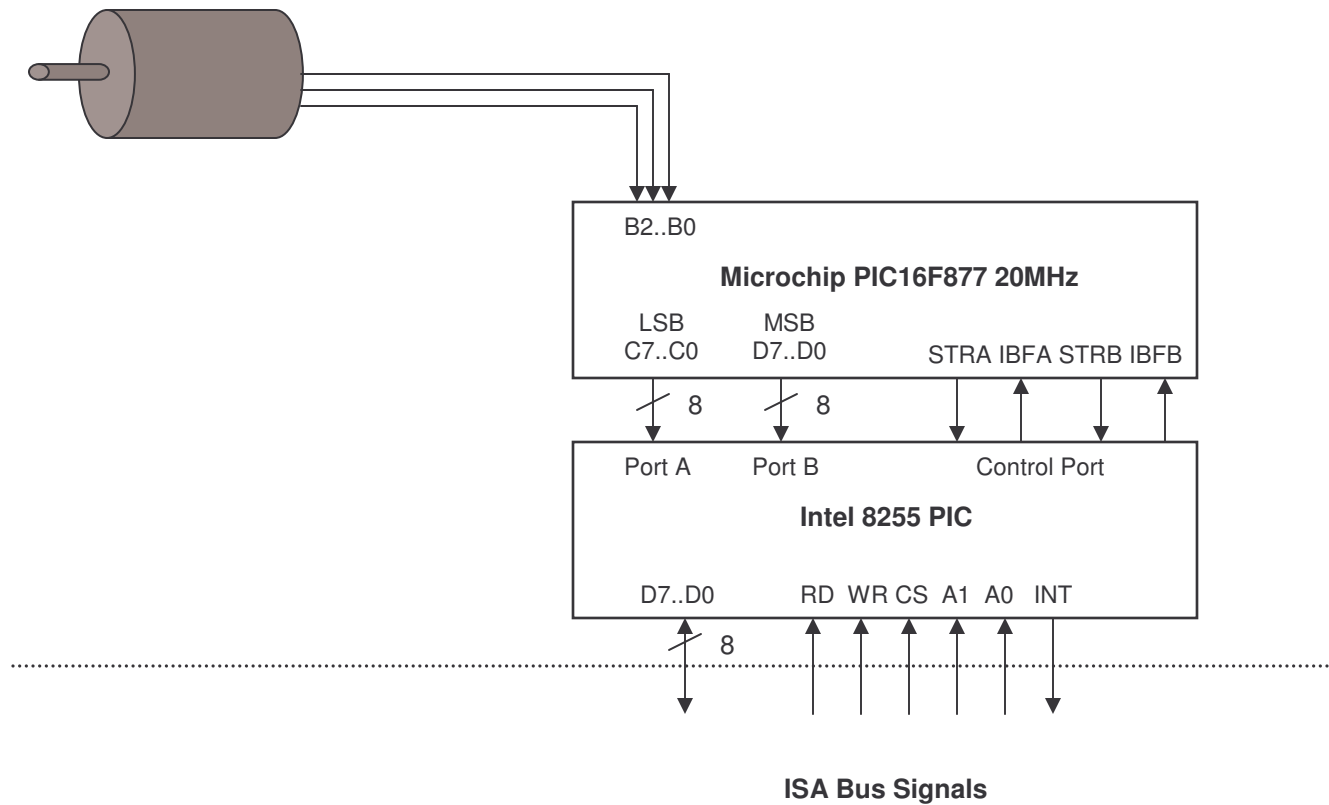 B2..B0
Microchip PIC16F877 20MHz
LSB MSB
C7..C0 D7..D0 STRA IBFA STRB IBFB
8 8
Port A Port B Control Port
Intel 8255 PIC
D7..D0 RD WR CS A1 A0 INT
8
ISA Bus Signals